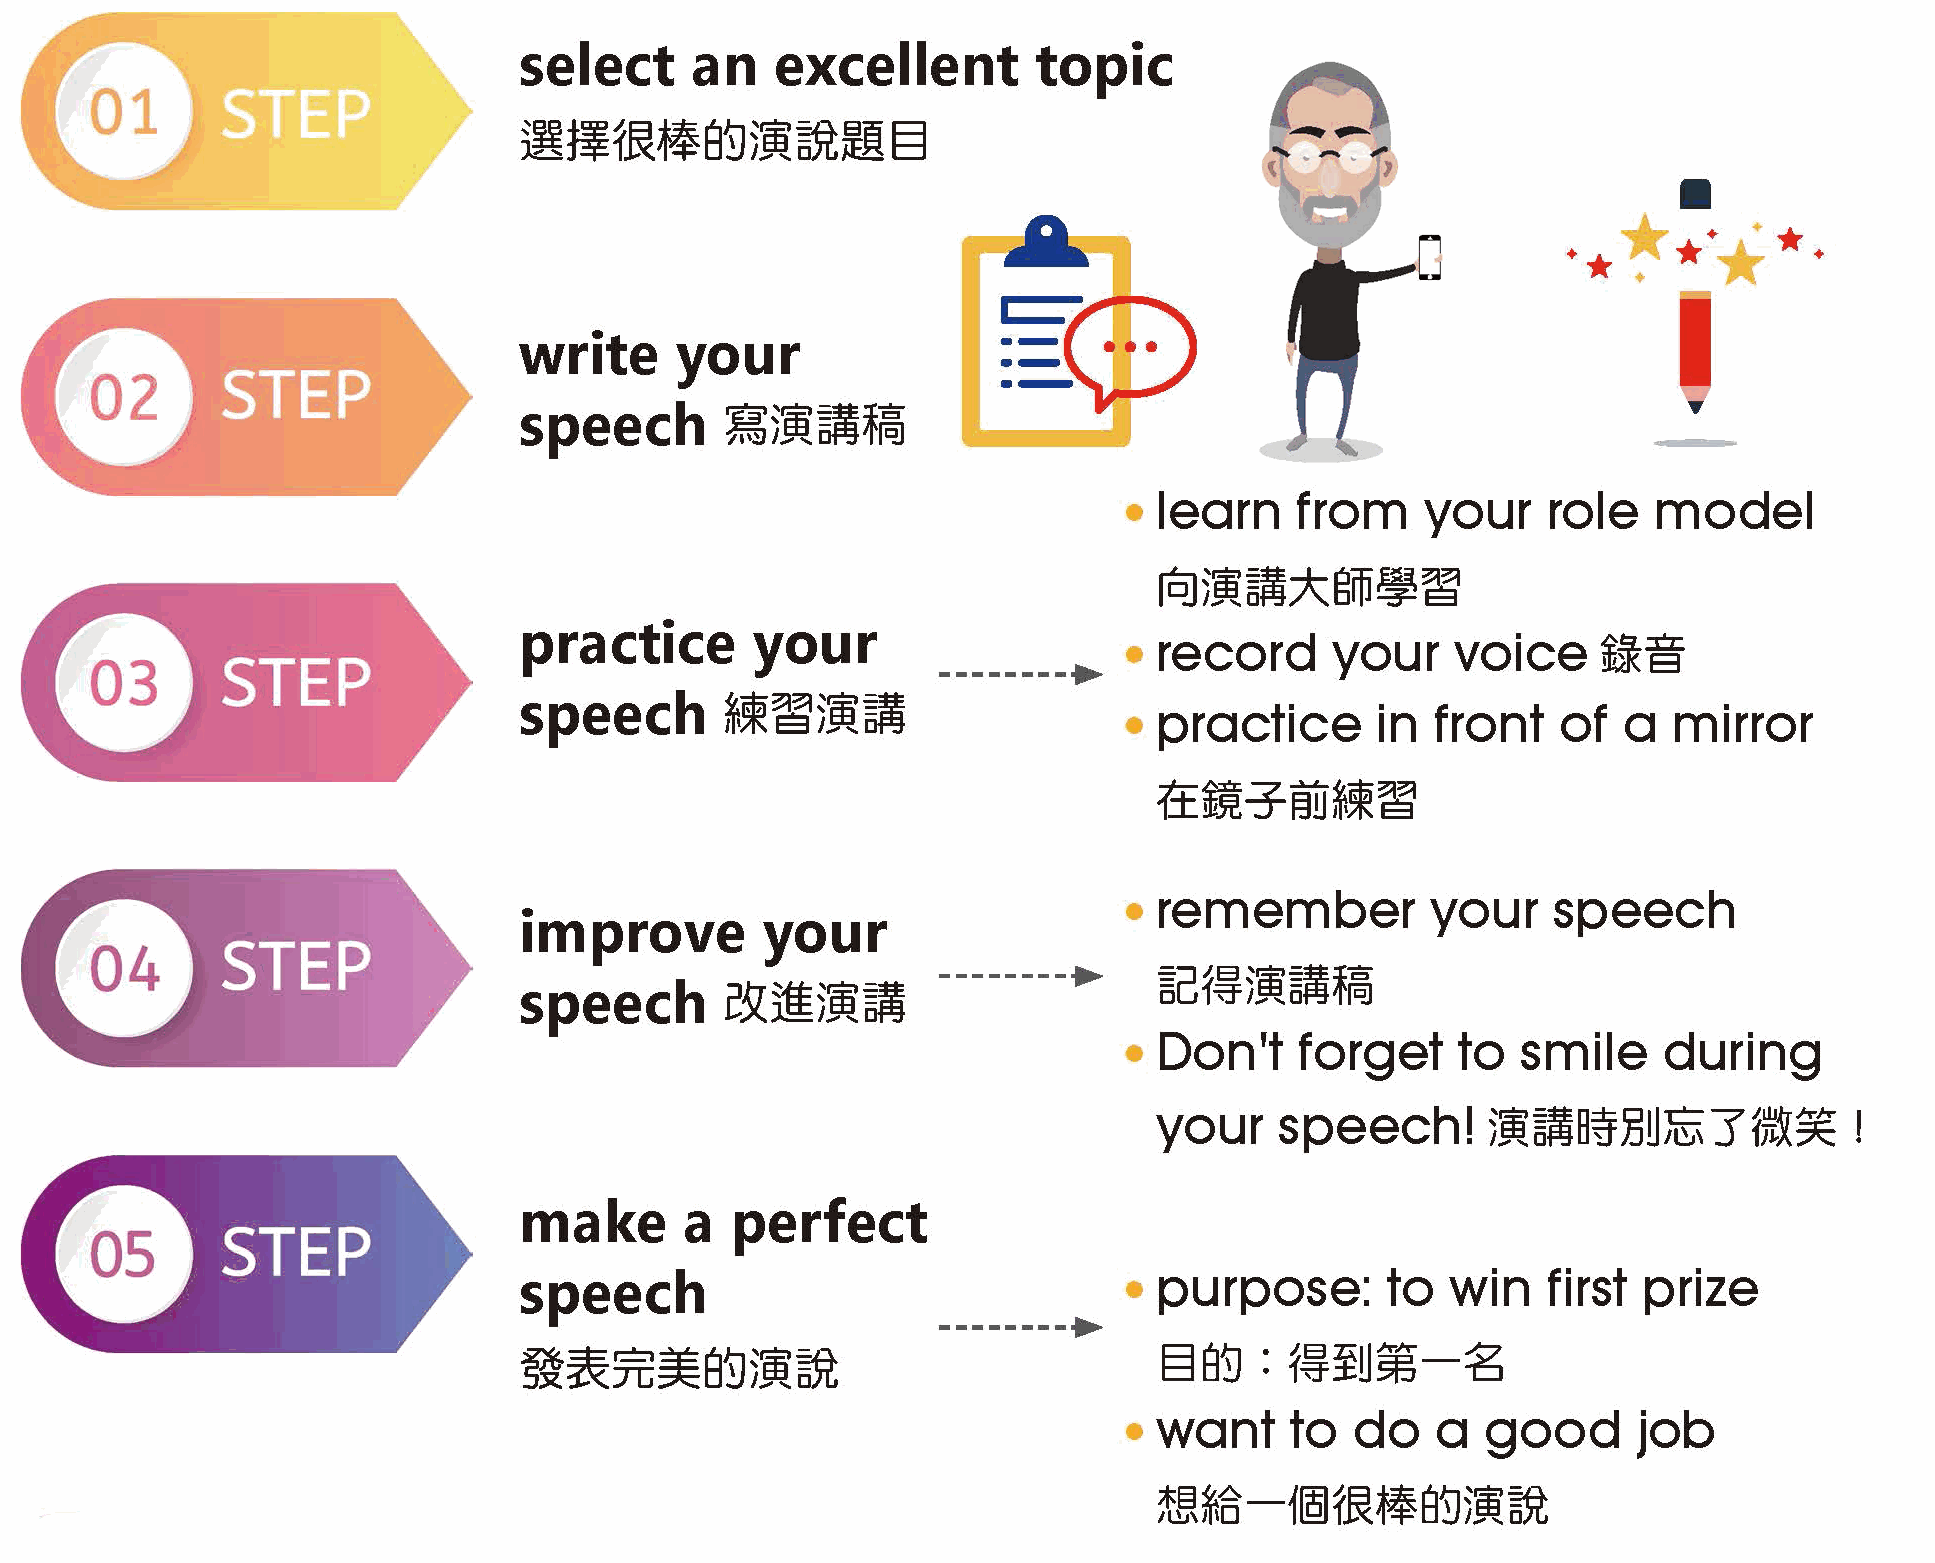 01 STEP
select an excellent topic
選擇很棒的演說題目
02 STEP
write your
speech 寫演講稿
03 STEP
practice your
speech 練習演講
• learn from your role model
向演講大師學習
• record your voice 錄音
• practice in front of a mirror
在鏡子前練習
04 STEP
improve your
speech 改進演講
• remember your speech
記得演講稿
• Don't forget to smile during
your speech! 演講時別忘了微笑！
05 STEP
make a perfect
speech
發表完美的演說
• purpose: to win first prize
目的：得到第一名
• want to do a good job
想給一個很棒的演說